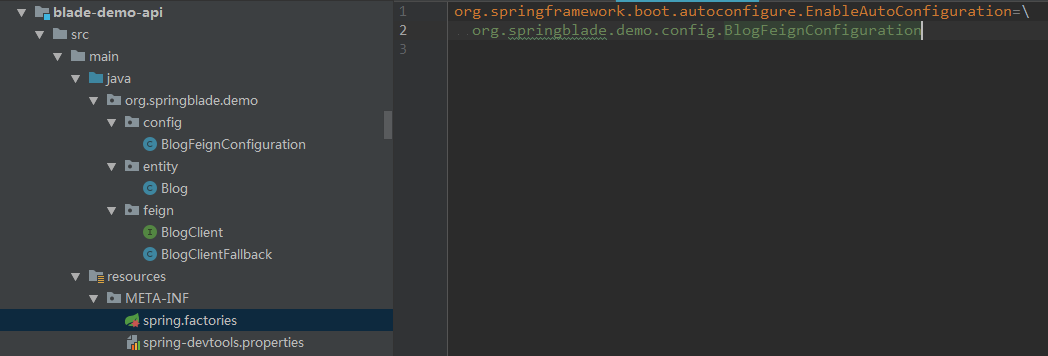 blade-demo-api
src
main
java
org.springblade.demo
config
BlogFeignConfiguration
entity
Blog
feign
BlogClient
BlogClientFallback
resources
META-INF
spring.factories
spring-devtools.properties
1 org.springframework.boot.autoconfigure.EnableAutoConfiguration=\
2 org.springblade.demo.config.BlogFeignConfiguration
3